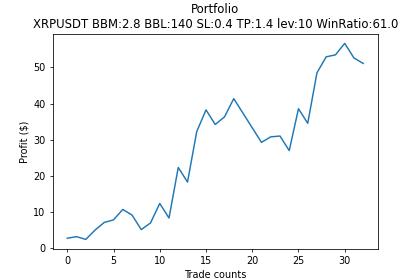 Portfolio
XRPUSDT BBM:2.8 BBL:140 SL:0.4 TP:1.4 lev:10 WinRatio:61.0
Profit ($)
50
40
30
20
10
0
0 5 10 15 20 25 30
Trade counts